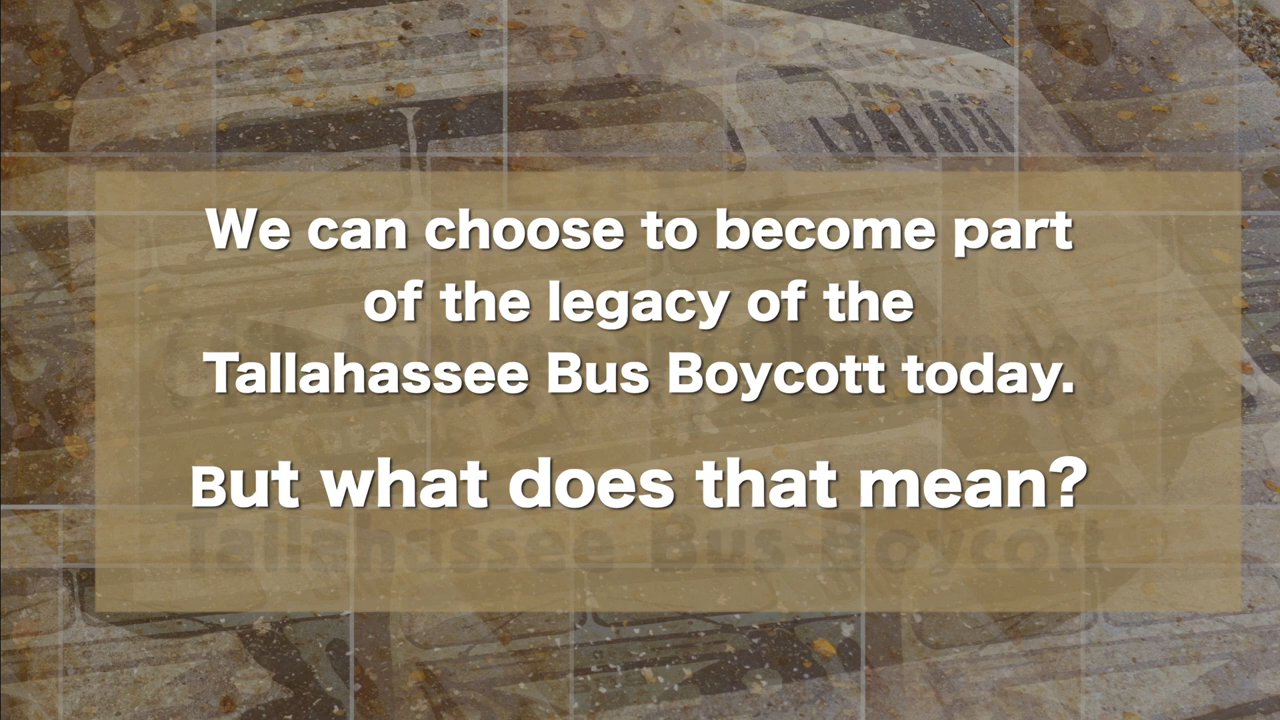 We can choose to become part
of the legacy of the
Tallahassee Bus Boycott today.
But what does that mean?
Tallahassee Bus Boycott